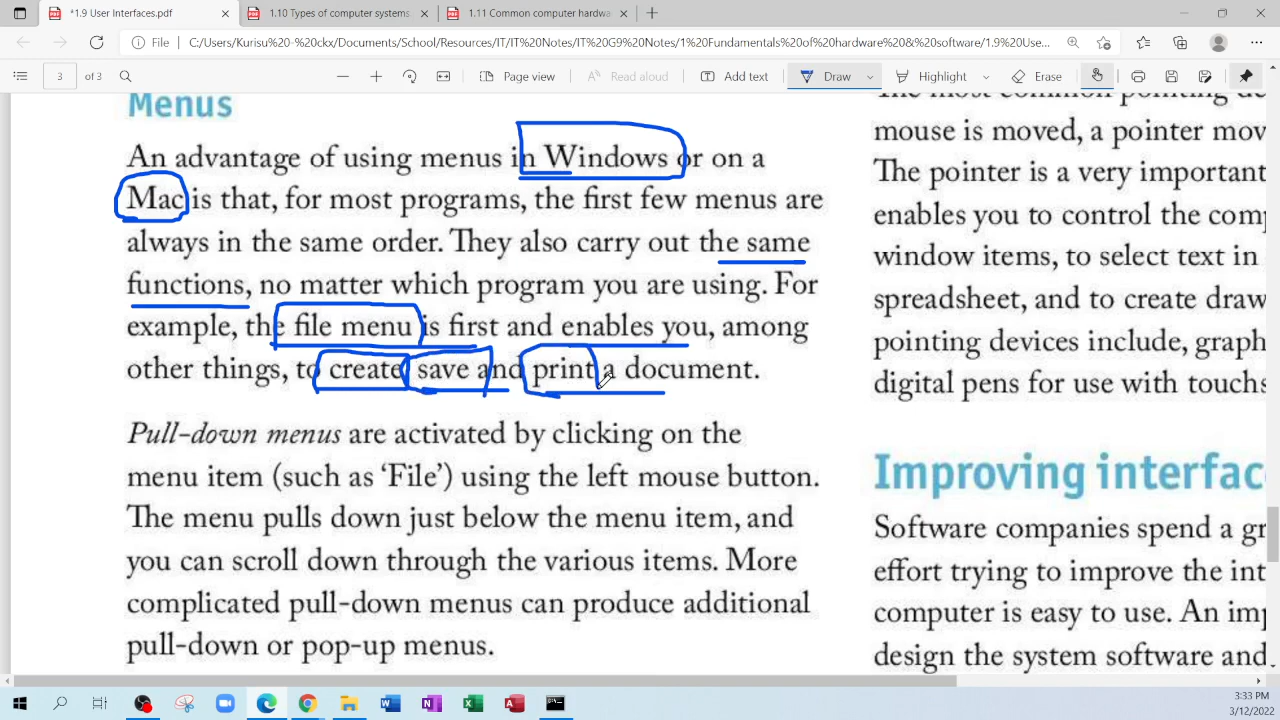 *1.9 User Interfaces.pdf
1.10 Types of computer systems
1.11 Common computer hardwa
File
C:/Users/Kurisu%20-%20ckx/Documents/School/Resources/IT/IT%20Notes/IT%20G9%20Notes/1%20Fundamentals%20of%20hardware%20&%20software/1.9%20Use...
3
of 3
Page view
Read aloud
Add text
Draw
Highlight
Erase
Menus
An advantage of using menus in Windows or on a
Mac is that, for most programs, the first few menus are
always in the same order. They also carry out the same
functions, no matter which program you are using. For
example, the file menu is first and enables you, among
other things, to create save and print a document.
Pull-down menus are activated by clicking on the
menu item (such as ‘File’) using the left mouse button.
The menu pulls down just below the menu item, and
you can scroll down through the various items. More
complicated pull-down menus can produce additional
pull-down or pop-up menus.
The most common pointing de
mouse is moved, a pointer mov
The pointer is a very important
enables you to control the com
window items, to select text in
spreadsheet, and to create draw
pointing devices include, graph
digital pens for use with touchs
Improving interfac
Software companies spend a gr
effort trying to improve the int
computer is easy to use. An imp
design the system software and
3:33 PM
3/12/2022